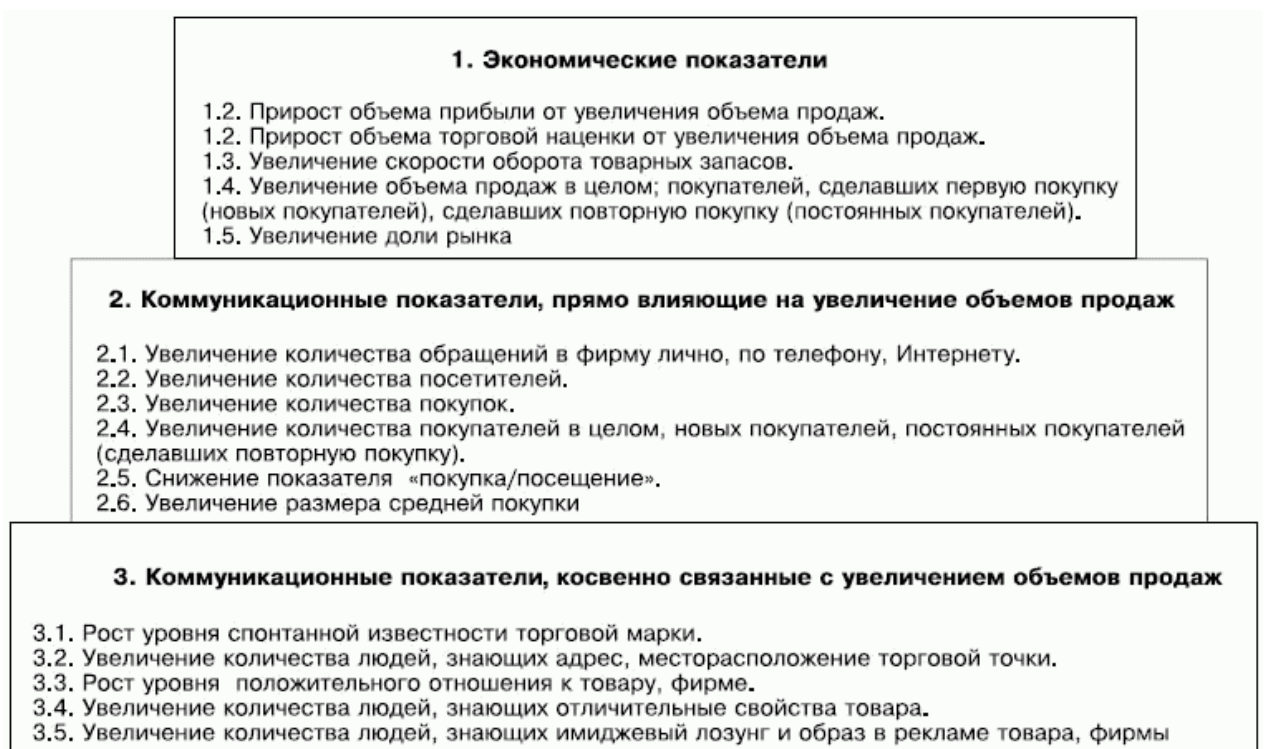 1. Экономические показатели
1.2. Прирост объема прибыли от увеличения объема продаж.
1.2. Прирост объема торговой наценки от увеличения объема продаж.
1.3. Увеличение скорости оборота товарных запасов.
1.4. Увеличение объема продаж в целом; покупателей, сделавших первую покупку
(новых покупателей), сделавших повторную покупку (постоянных покупателей).
1.5. Увеличение доли рынка
2. Коммуникационные показатели, прямо влияющие на увеличение объемов продаж
2.1. Увеличение количества обращений в фирму лично, по телефону, Интернету.
2.2. Увеличение количества посетителей.
2.3. Увеличение количества покупок.
2.4. Увеличение количества покупателей в целом, новых покупателей, постоянных покупателей
(сделавших повторную покупку).
2.5. Снижение показателя «покупка/посещение».
2.6. Увеличение размера средней покупки
3. Коммуникационные показатели, косвенно связанные с увеличением объемов продаж
3.1. Рост уровня спонтанной известности торговой марки.
3.2. Увеличение количества людей, знающих адрес, месторасположение торговой точки.
3.3. Рост уровня положительного отношения к товару, фирме.
3.4. Увеличение количества людей, знающих отличительные свойства товара.
3.5. Увеличение количества людей, знающих имиджевый лозунг и образ в рекламе товара, фирмы